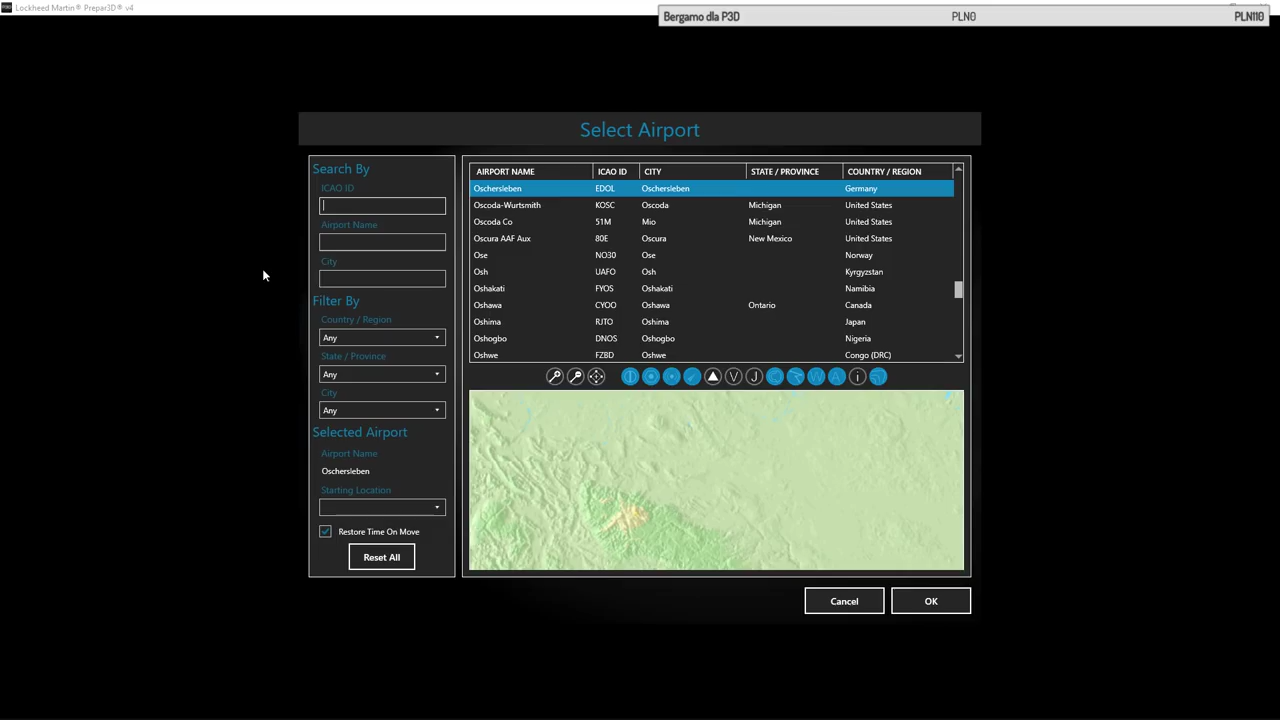 Lockheed Martin® Prepar3D® v4
Bergamo dla P3D PLN0 PLN110
Select Airport
Search By
ICAO ID
Airport Name
City
Filter By
Country / Region
Any
State / Province
Any
City
Any
Selected Airport
Airport Name
Oschersleben
Starting Location
Restore Time On Move
Reset All
AIRPORT NAME ICAO ID CITY STATE / PROVINCE COUNTRY / REGION
Oschersleben EDOL Oschersleben Germany
Oscoda-Wurtsmith KOSC Oscoda Michigan United States
Oscoda Co 51M Mio Michigan United States
Oscura AAF Aux 80E Oscura New Mexico United States
Ose NO30 Ose Norway
Osh UAFO Osh Kyrgyzstan
Oshakati FYOS Oshakati Namibia
Oshawa CYOO Oshawa Ontario Canada
Oshima RJTO Oshima Japan
Oshogbo DNOS Oshogbo Nigeria
Oshwe FZBD Oshwe Congo (DRC)
V J W A i
Cancel OK